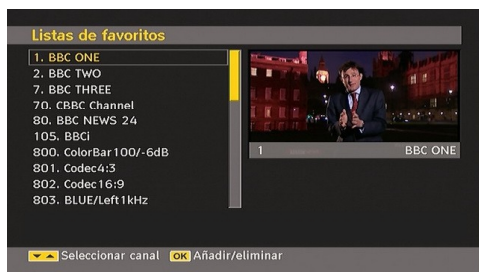 Listas de favoritos
1. BBC ONE
2. BBC TWO
7. BBC THREE
70. CBBC Channel
80. BBC NEWS 24
105. BBCi
800. ColorBar100/-6dB
801. Codec4:3
802. Codec16:9
803. BLUE/Left1kHz
1 BBC ONE
Seleccionar canal OK Añadir/eliminar